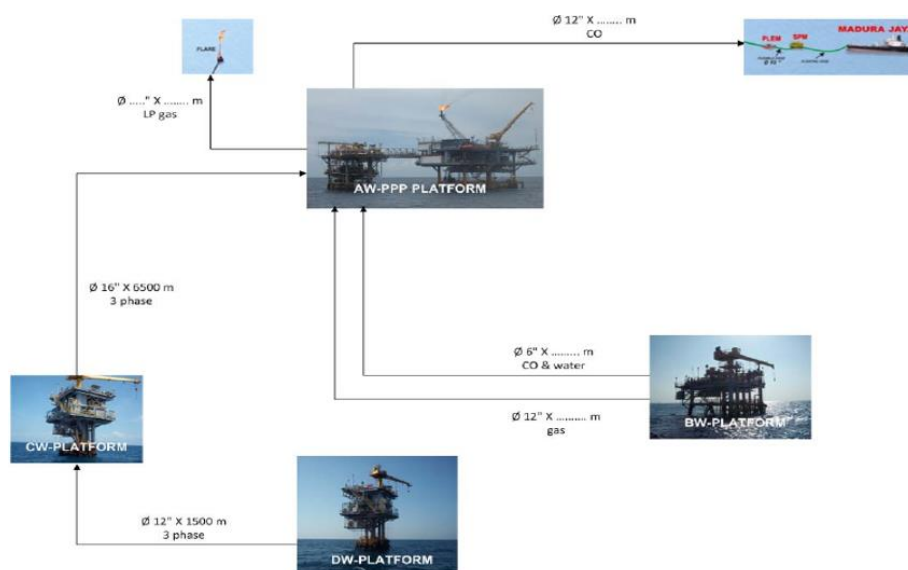 Ø 12" X ........ m
CO
FLARE
PLEM
SPM
MADURA JAYA
Ø ....." X ........ m
LP gas
AW-PPP PLATFORM
Ø 16" X 6500 m
3 phase
Ø 6" X ......... m
CO & water
Ø 12" X .......... m
gas
BW-PLATFORM
CW-PLATFORM
Ø 12" X 1500 m
3 phase
DW-PLATFORM